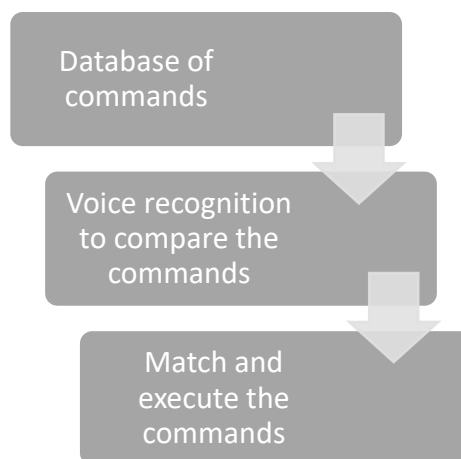 Database of
commands
Voice recognition
to compare the
commands
Match and
execute the
commands